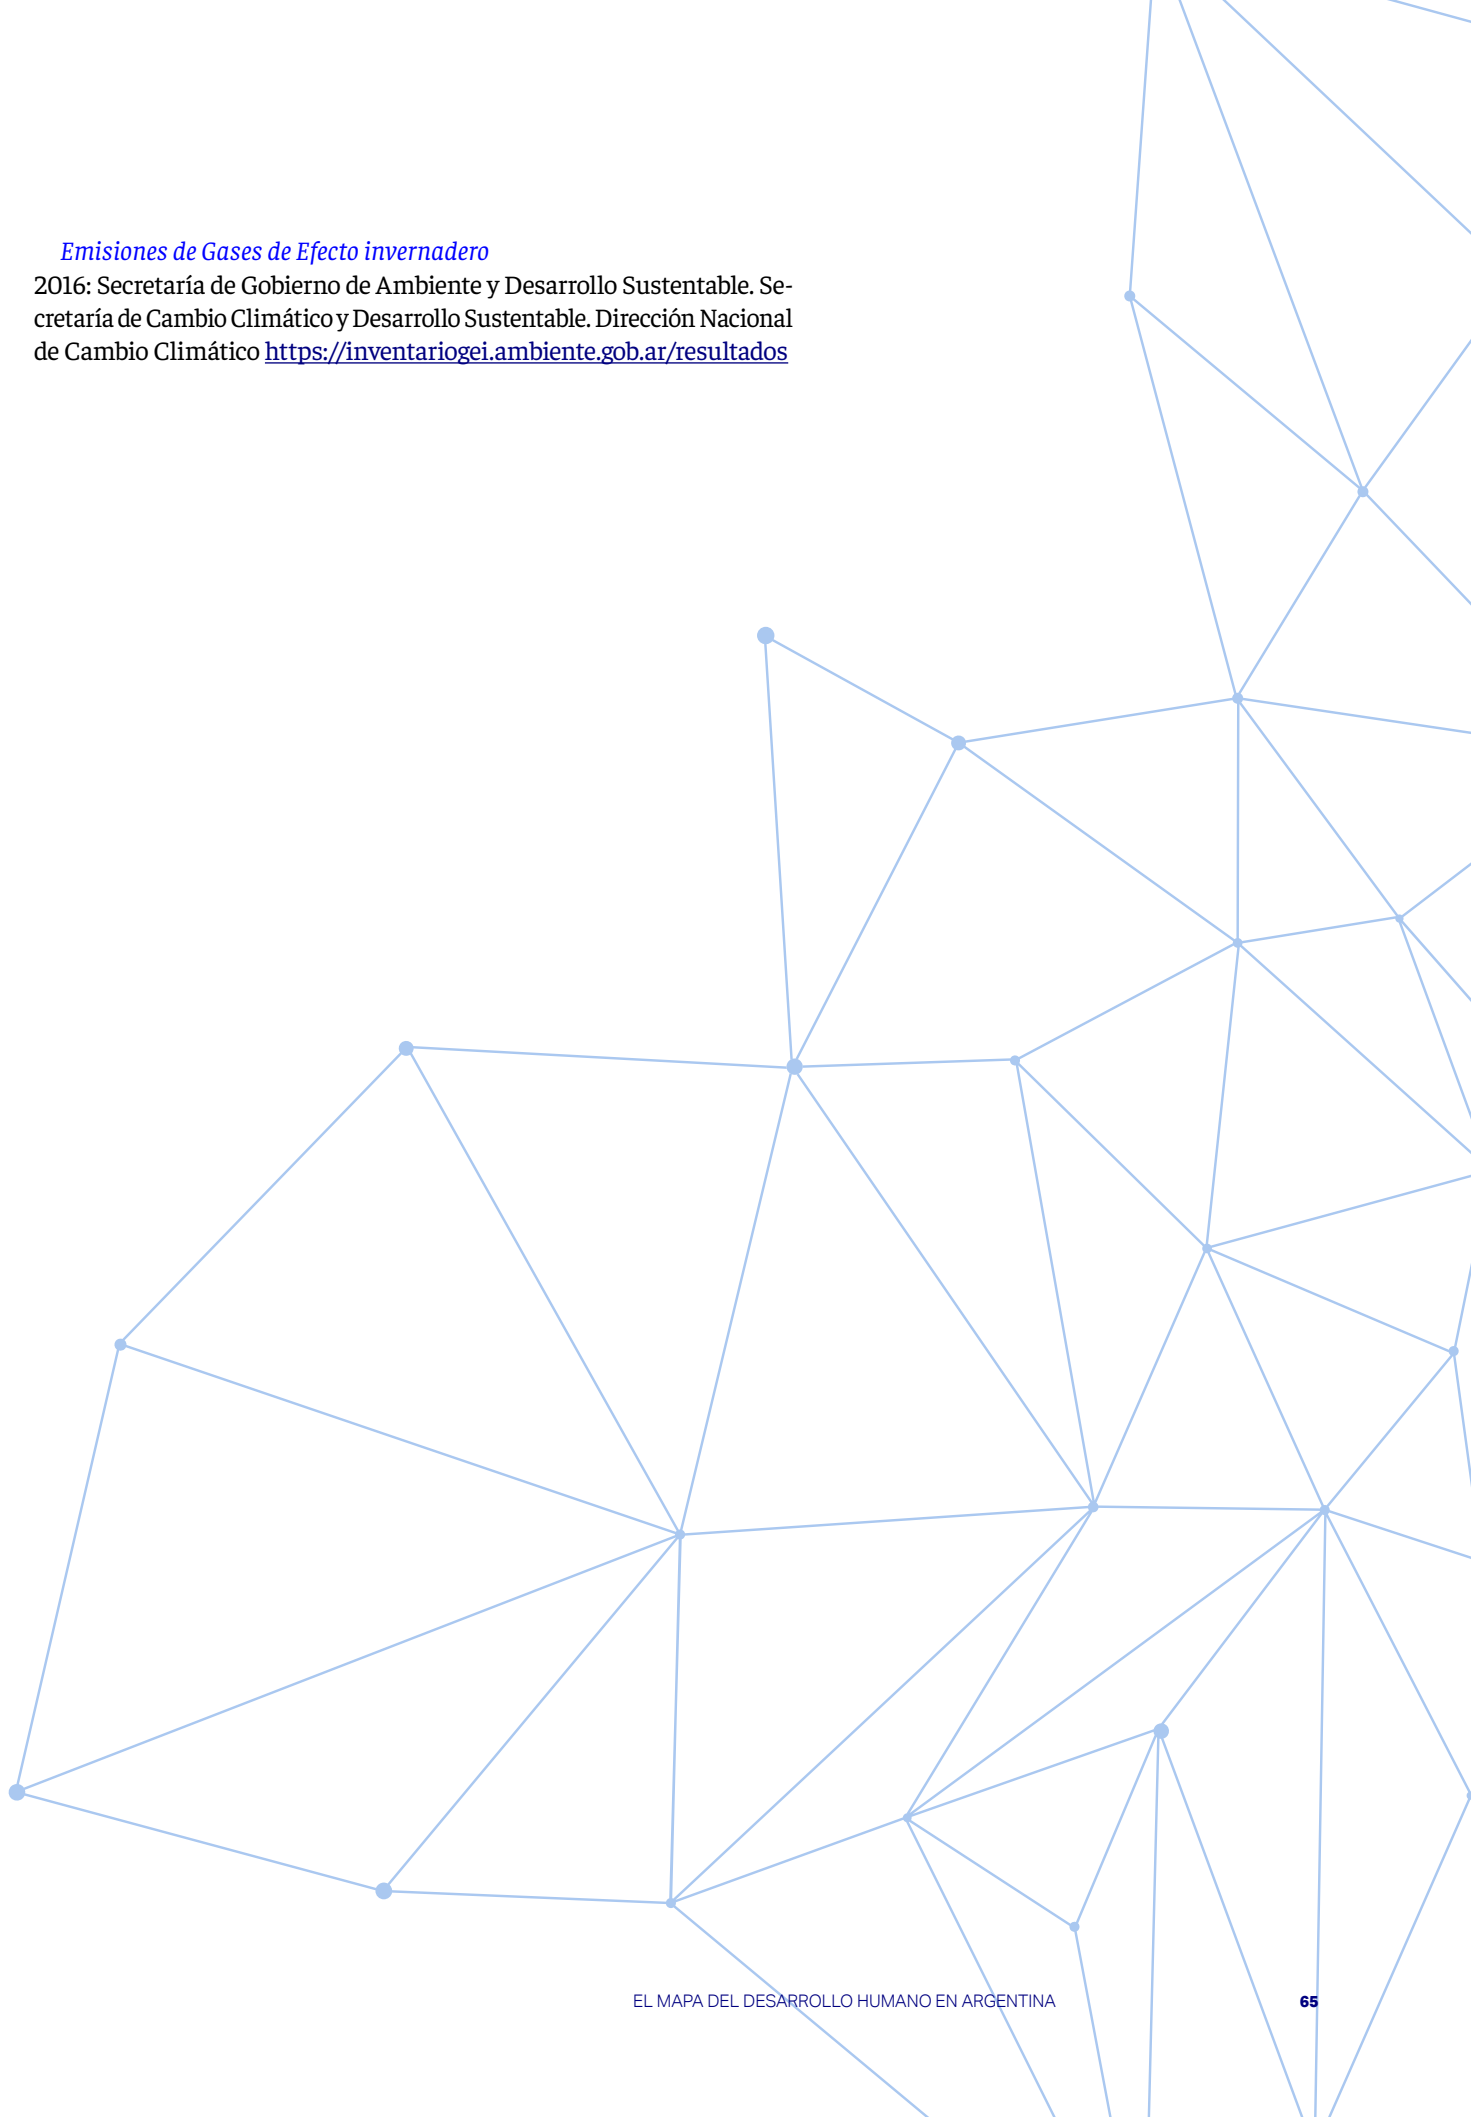 Emisiones de Gases de Efecto invernadero
2016: Secretaría de Gobierno de Ambiente y Desarrollo Sustentable. Se-
cretaría de Cambio Climático y Desarrollo Sustentable. Dirección Nacional
de Cambio Climático https://inventariogei.ambiente.gob.ar/resultados
EL MAPA DEL DESARROLLO HUMANO EN ARGENTINA 65